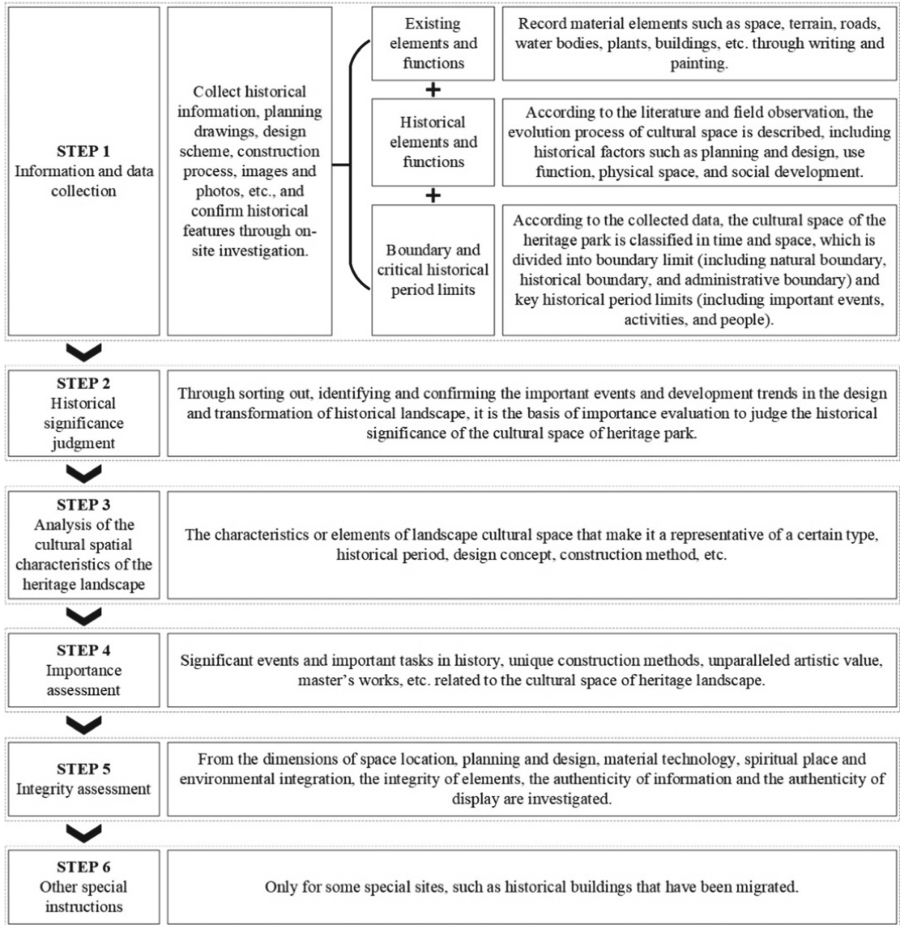 STEP 1
Information and data
collection
Collect historical
information, planning
drawings, design
scheme, construction
process, images and
photos, etc., and
confirm historical
features through on-
site investigation.
Existing
elements and
functions
Record material elements such as space, terrain, roads,
water bodies, plants, buildings, etc. through writing and
painting.
+
Historical
elements and
functions
According to the literature and field observation, the
evolution process of cultural space is described, including
historical factors such as planning and design, use
function, physical space, and social development.
+
Boundary and
critical historical
period limits
According to the collected data, the cultural space of the
heritage park is classified in time and space, which is
divided into boundary limit (including natural boundary,
historical boundary, and administrative boundary) and
key historical period limits (including important events,
activities, and people).
STEP 2
Historical
significance
judgment
Through sorting out, identifying and confirming the important events and development trends in the design
and transformation of historical landscape, it is the basis of importance evaluation to judge the historical
significance of the cultural space of heritage park.
STEP 3
Analysis of the
cultural spatial
characteristics of the
heritage landscape
The characteristics or elements of landscape cultural space that make it a representative of a certain type,
historical period, design concept, construction method, etc.
STEP 4
Importance
assessment
Significant events and important tasks in history, unique construction methods, unparalleled artistic value,
master's works, etc. related to the cultural space of heritage landscape.
STEP 5
Integrity assessment
From the dimensions of space location, planning and design, material technology, spiritual place and
environmental integration, the integrity of elements, the authenticity of information and the authenticity of
display are investigated.
STEP 6
Other special
instructions
Only for some special sites, such as historical buildings that have been migrated.